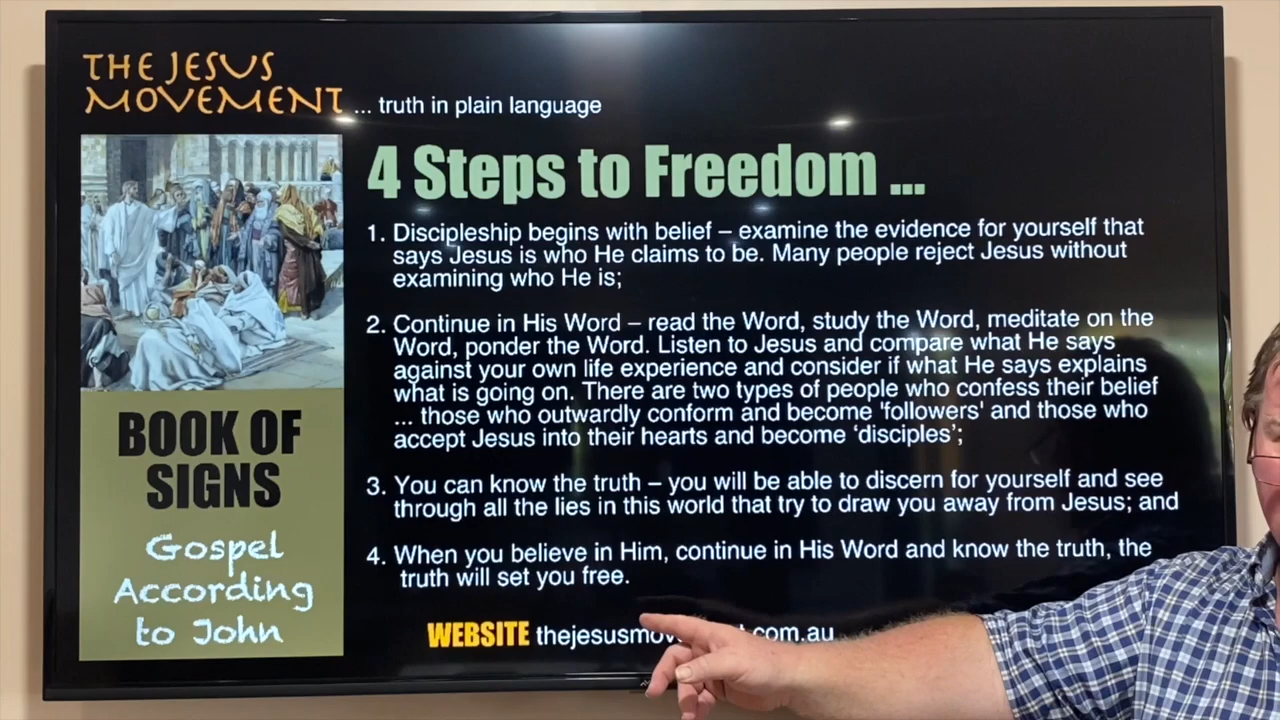 THE JESUS
MOVEMENT ... truth in plain language
4 Steps to Freedom ...
1. Discipleship begins with belief – examine the evidence for yourself that
says Jesus is who He claims to be. Many people reject Jesus without
examining who He is;
2. Continue in His Word – read the Word, study the Word, meditate on the
Word, ponder the Word. Listen to Jesus and compare what He says
against your own life experience and consider if what He says explains
what is going on. There are two types of people who confess their belief
... those who outwardly conform and become 'followers' and those who
accept Jesus into their hearts and become ‘disciples’;
3. You can know the truth – you will be able to discern for yourself and see
through all the lies in this world that try to draw you away from Jesus; and
4. When you believe in Him, continue in His Word and know the truth, the
truth will set you free.
BOOK OF
SIGNS
Gospel
According
to John
WEBSITE